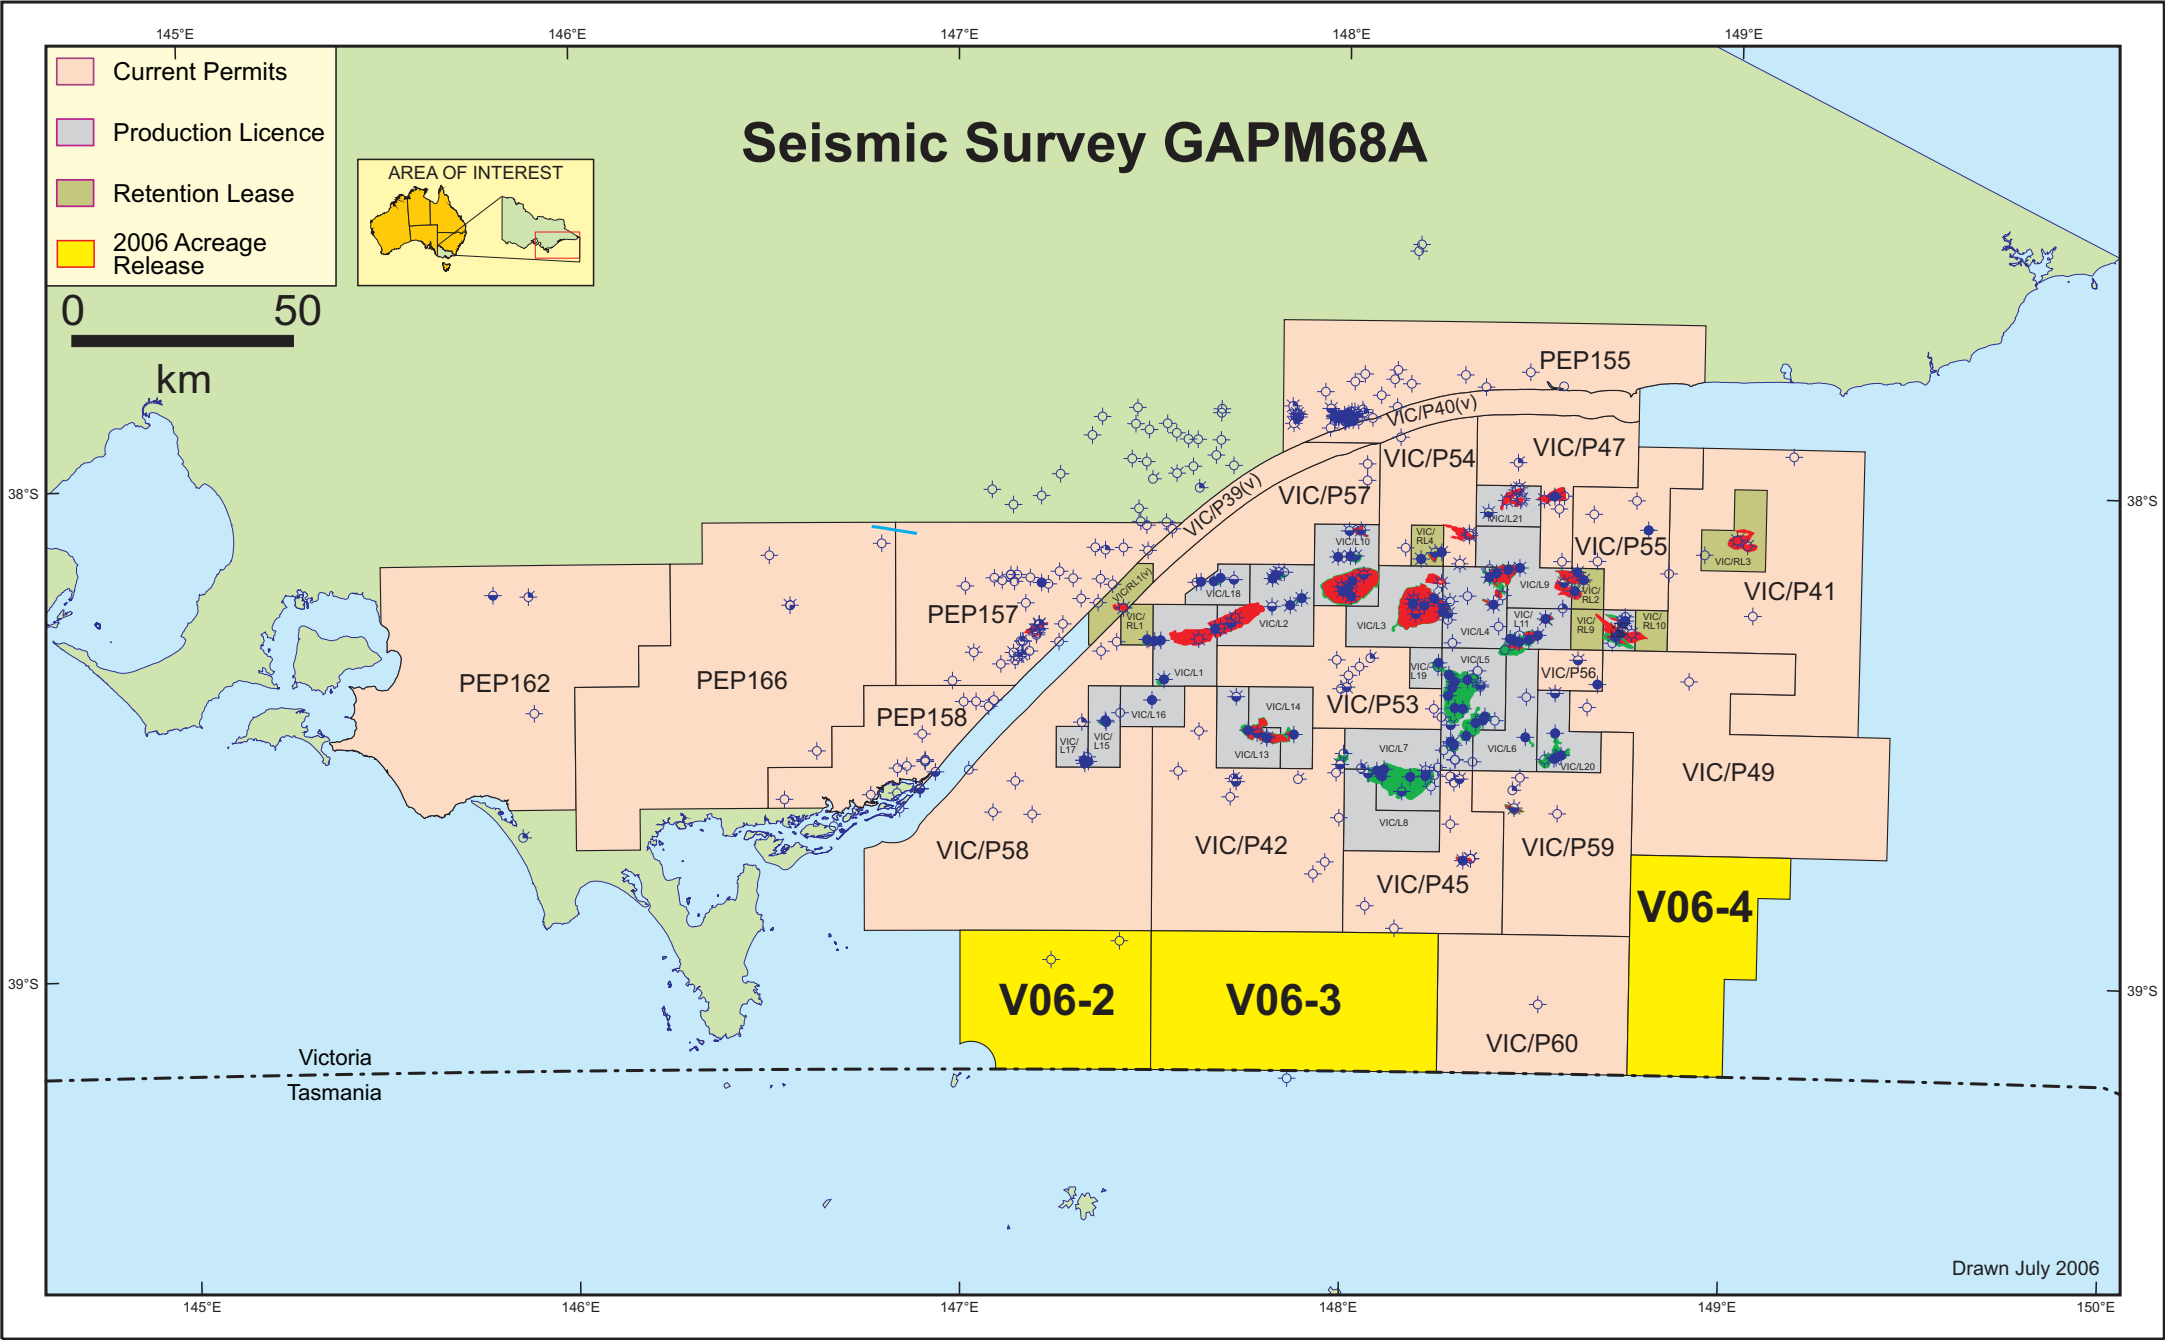 145°E
146°E
147°E
148°E
149°E
Current Permits
Production Licence
Retention Lease
2006 Acreage
Release
0 50
km
AREA OF INTEREST
Seismic Survey GAPM68A
PEP155
VIC/P40(v)
VIC/P47
VIC/P54
VIC/P39(v)
VIC/P57
38°S
38°S
VIC/L21
VIC/L10
VIC/
RL4
VIC/P55
VIC/RL3
VIC/RL1(v)
VIC/L18
VIC/L9
VIC/
RL2
VIC/P41
PEP157
VIC/
RL1
VIC/L2
VIC/L3
VIC/L4
VIC/
L11
VIC/
RL9
VIC/
RL10
VIC/L1
VIC/
L19
VIC/L5
VIC/P56
PEP162
PEP166
VIC/P53
PEP158
VIC/L16
VIC/L14
VIC/
L17
VIC/
L15
VIC/L13
VIC/L7
VIC/L6
VIC/L20
VIC/P49
VIC/L8
VIC/P58
VIC/P42
VIC/P59
VIC/P45
V06-4
39°S
39°S
V06-2
V06-3
VIC/P60
Victoria
Tasmania
Drawn July 2006
145°E
146°E
147°E
148°E
149°E
150°E